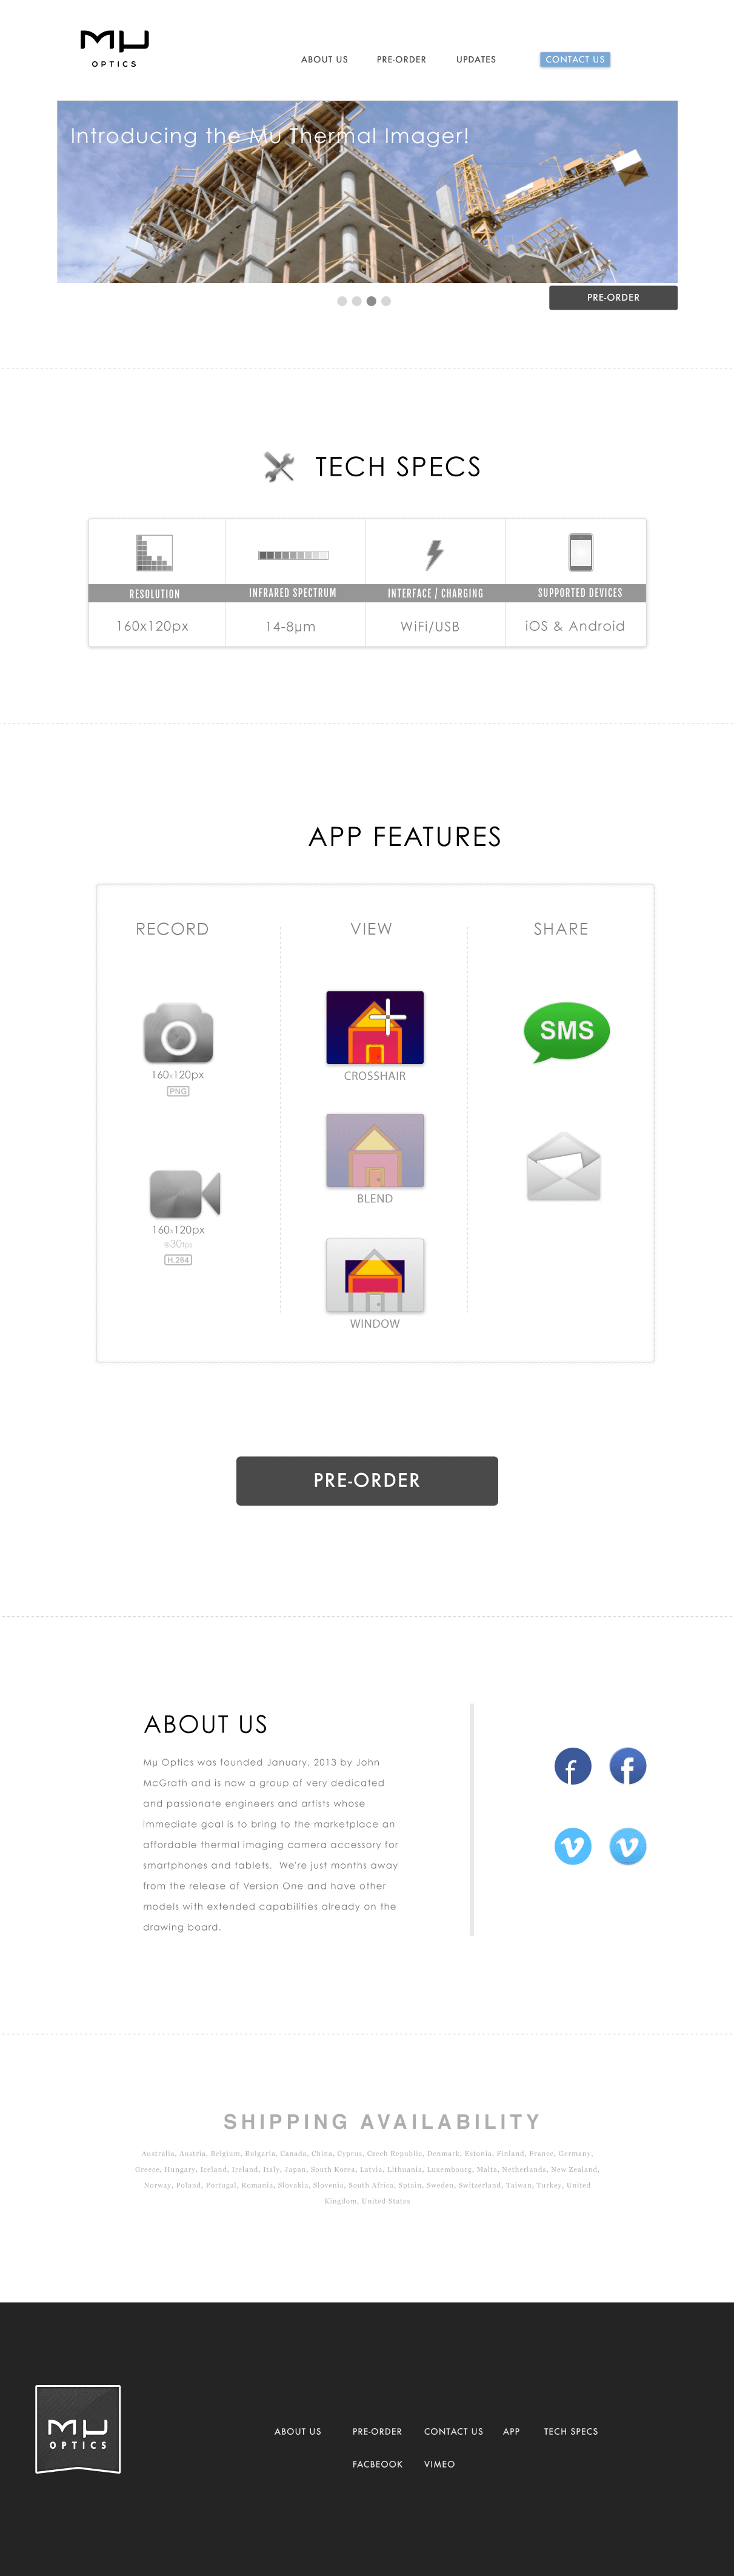 Mµ
OPTICS
ABOUT US PRE-ORDER UPDATES CONTACT US
Introducing the Mu Thermal Imager!
PRE-ORDER
TECH SPECS
RESOLUTION INFRARED SPECTRUM INTERFACE / CHARGING SUPPORTED DEVICES
160x120px 14-8µm WiFi/USB iOS & Android
APP FEATURES
RECORD VIEW SHARE
160x120px
PNG
160x120px
@30fps
H.264
CROSSHAIR
BLEND
WINDOW
SMS
PRE-ORDER
ABOUT US
Mµ Optics was founded January, 2013 by John
McGrath and is now a group of very dedicated
and passionate engineers and artists whose
immediate goal is to bring to the marketplace an
affordable thermal imaging camera accessory for
smartphones and tablets. We're just months away
from the release of Version One and have other
models with extended capabilities already on the
drawing board.
SHIPPING AVAILABILITY
Australia, Austria, Belgium, Bulgaria, Canada, China, Cyprus, Czech Republic, Denmark, Estonia, Finland, France, Germany,
Greece, Hungary, Iceland, Ireland, Italy, Japan, South Korea, Latvia, Lithuania, Luxembourg, Malta, Netherlands, New Zealand,
Norway, Poland, Portugal, Romania, Slovakia, Slovenia, South Africa, Sptain, Sweden, Switzerland, Taiwan, Turkey, United
Kingdom, United States
Mµ
OPTICS
ABOUT US PRE-ORDER CONTACT US APP TECH SPECS
FACBEOOK VIMEO